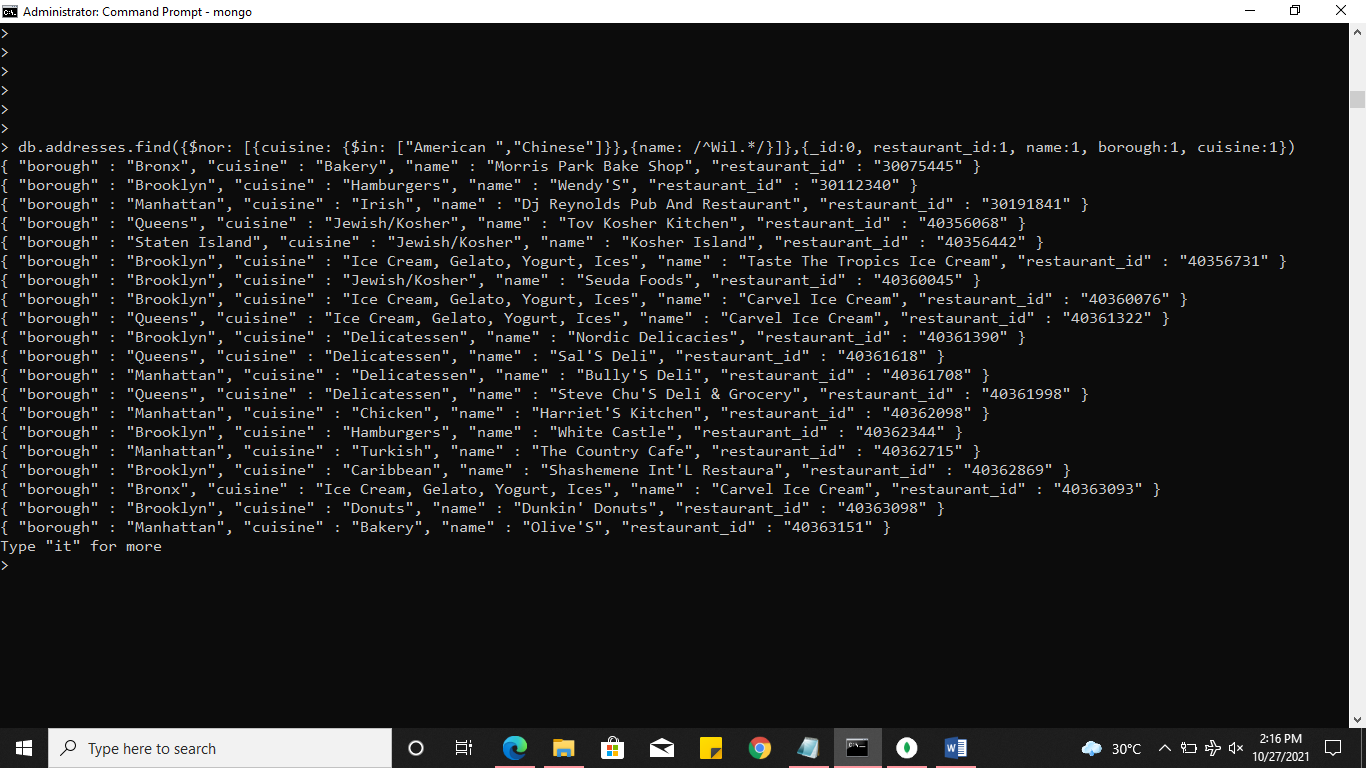 Administrator: Command Prompt - mongo
>
>
>
>
>
>
> db.addresses.find({$nor: [{cuisine: {$in: ["American ","Chinese"]}},{name: /^Wil.*/}]},{_id:0, restaurant_id:1, name:1, borough:1, cuisine:1})
{ "borough" : "Bronx", "cuisine" : "Bakery", "name" : "Morris Park Bake Shop", "restaurant_id" : "30075445" }
{ "borough" : "Brooklyn", "cuisine" : "Hamburgers", "name" : "Wendy'S", "restaurant_id" : "30112340" }
{ "borough" : "Manhattan", "cuisine" : "Irish", "name" : "Dj Reynolds Pub And Restaurant", "restaurant_id" : "30191841" }
{ "borough" : "Queens", "cuisine" : "Jewish/Kosher", "name" : "Tov Kosher Kitchen", "restaurant_id" : "40356068" }
{ "borough" : "Staten Island", "cuisine" : "Jewish/Kosher", "name" : "Kosher Island", "restaurant_id" : "40356442" }
{ "borough" : "Brooklyn", "cuisine" : "Ice Cream, Gelato, Yogurt, Ices", "name" : "Taste The Tropics Ice Cream", "restaurant_id" : "40356731" }
{ "borough" : "Brooklyn", "cuisine" : "Jewish/Kosher", "name" : "Seuda Foods", "restaurant_id" : "40360045" }
{ "borough" : "Brooklyn", "cuisine" : "Ice Cream, Gelato, Yogurt, Ices", "name" : "Carvel Ice Cream", "restaurant_id" : "40360076" }
{ "borough" : "Queens", "cuisine" : "Ice Cream, Gelato, Yogurt, Ices", "name" : "Carvel Ice Cream", "restaurant_id" : "40361322" }
{ "borough" : "Brooklyn", "cuisine" : "Delicatessen", "name" : "Nordic Delicacies", "restaurant_id" : "40361390" }
{ "borough" : "Queens", "cuisine" : "Delicatessen", "name" : "Sal'S Deli", "restaurant_id" : "40361618" }
{ "borough" : "Manhattan", "cuisine" : "Delicatessen", "name" : "Bully'S Deli", "restaurant_id" : "40361708" }
{ "borough" : "Queens", "cuisine" : "Delicatessen", "name" : "Steve Chu'S Deli & Grocery", "restaurant_id" : "40361998" }
{ "borough" : "Manhattan", "cuisine" : "Chicken", "name" : "Harriet'S Kitchen", "restaurant_id" : "40362098" }
{ "borough" : "Brooklyn", "cuisine" : "Hamburgers", "name" : "White Castle", "restaurant_id" : "40362344" }
{ "borough" : "Manhattan", "cuisine" : "Turkish", "name" : "The Country Cafe", "restaurant_id" : "40362715" }
{ "borough" : "Brooklyn", "cuisine" : "Caribbean", "name" : "Shashemene Int'L Restaura", "restaurant_id" : "40362869" }
{ "borough" : "Bronx", "cuisine" : "Ice Cream, Gelato, Yogurt, Ices", "name" : "Carvel Ice Cream", "restaurant_id" : "40363093" }
{ "borough" : "Brooklyn", "cuisine" : "Donuts", "name" : "Dunkin' Donuts", "restaurant_id" : "40363098" }
{ "borough" : "Manhattan", "cuisine" : "Bakery", "name" : "Olive'S", "restaurant_id" : "40363151" }
Type "it" for more
>
Type here to search
30°C
2:16 PM
10/27/2021